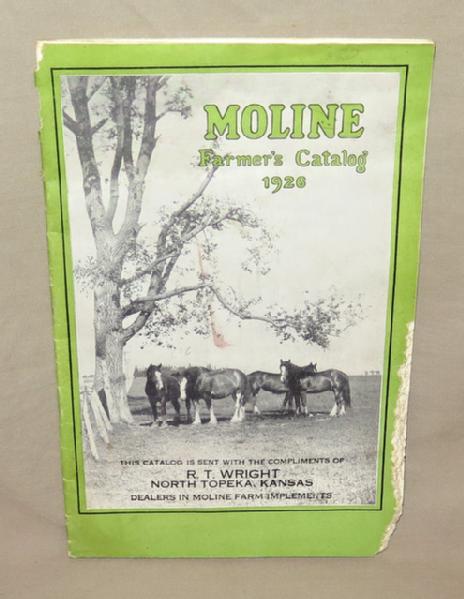 MOLINE
Farmer's Catalog
1926
THIS CATALOG IS SENT WITH THE COMPLIMENTS OF
R. T. WRIGHT
NORTH TOPEKA, KANSAS
DEALERS IN MOLINE FARM IMPLEMENTS